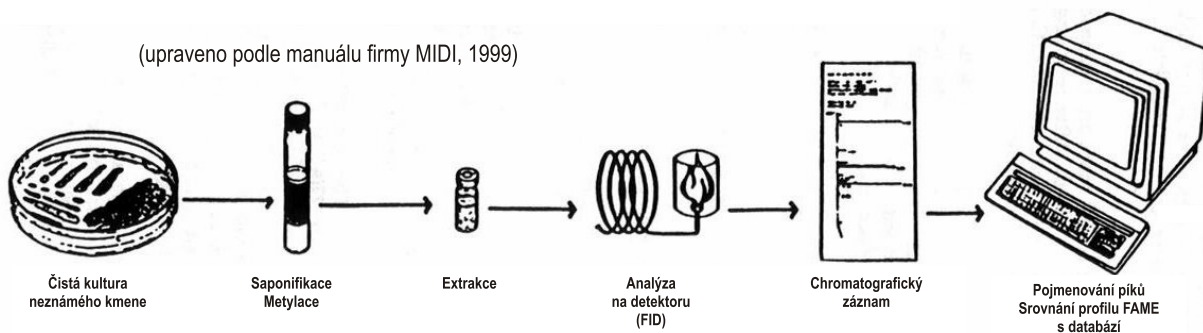 (upraveno podle manuálu firmy MIDI, 1999)
Čistá kultura
neznámého kmene
Saponifikace
Metylace
Extrakce
Analýza
na detektoru
(FID)
Chromatografický
záznam
Pojmenování píků
Srovnání profilu FAME
s databází